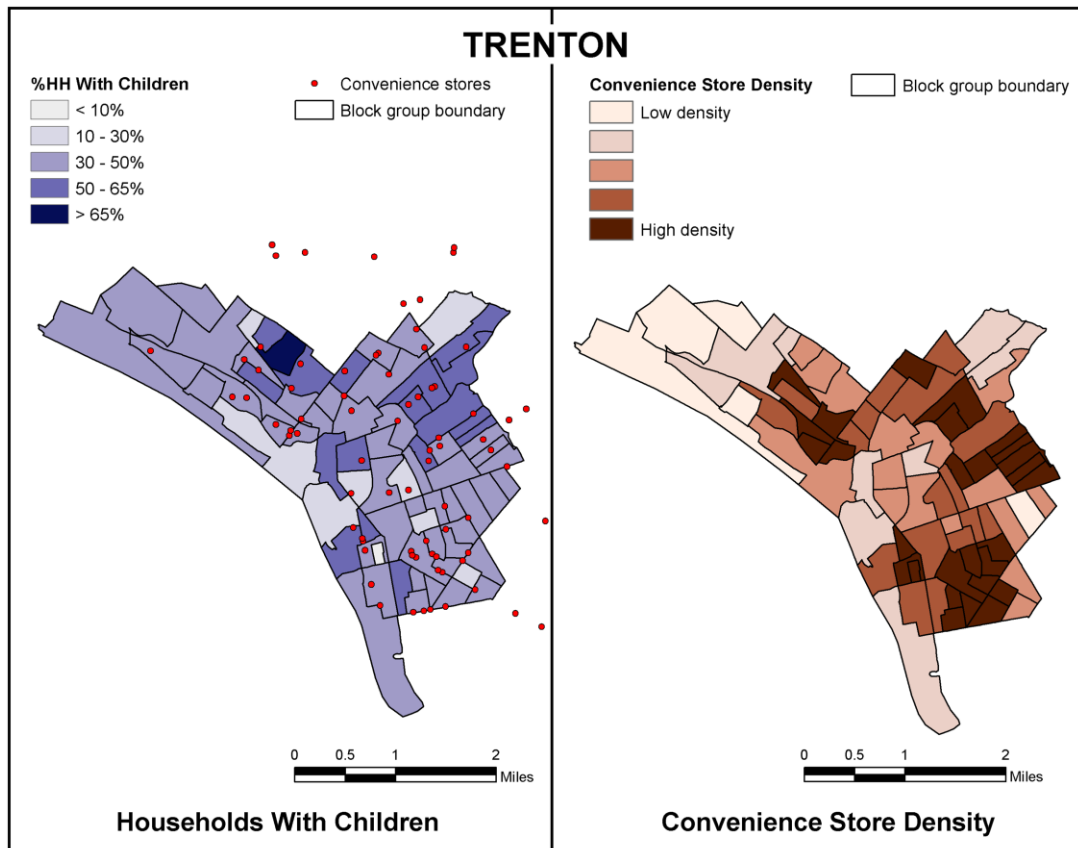 TRENTON
%HH With Children
< 10%
10 - 30%
30 - 50%
50 - 65%
> 65%
Convenience stores
Block group boundary
0 0.5 1 2
Miles
Households With Children
Convenience Store Density
Low density
High density
Block group boundary
0 0.5 1 2
Miles
Convenience Store Density